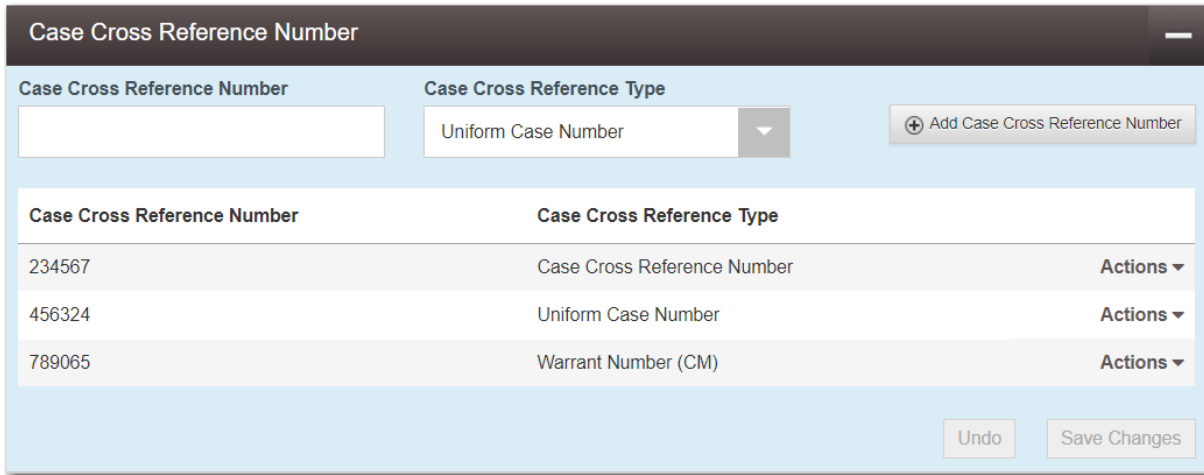 Case Cross Reference Number
Case Cross Reference Number Case Cross Reference Type
Uniform Case Number Add Case Cross Reference Number
Case Cross Reference Number Case Cross Reference Type
234567 Case Cross Reference Number Actions
456324 Uniform Case Number Actions
789065 Warrant Number (CM) Actions
Undo Save Changes